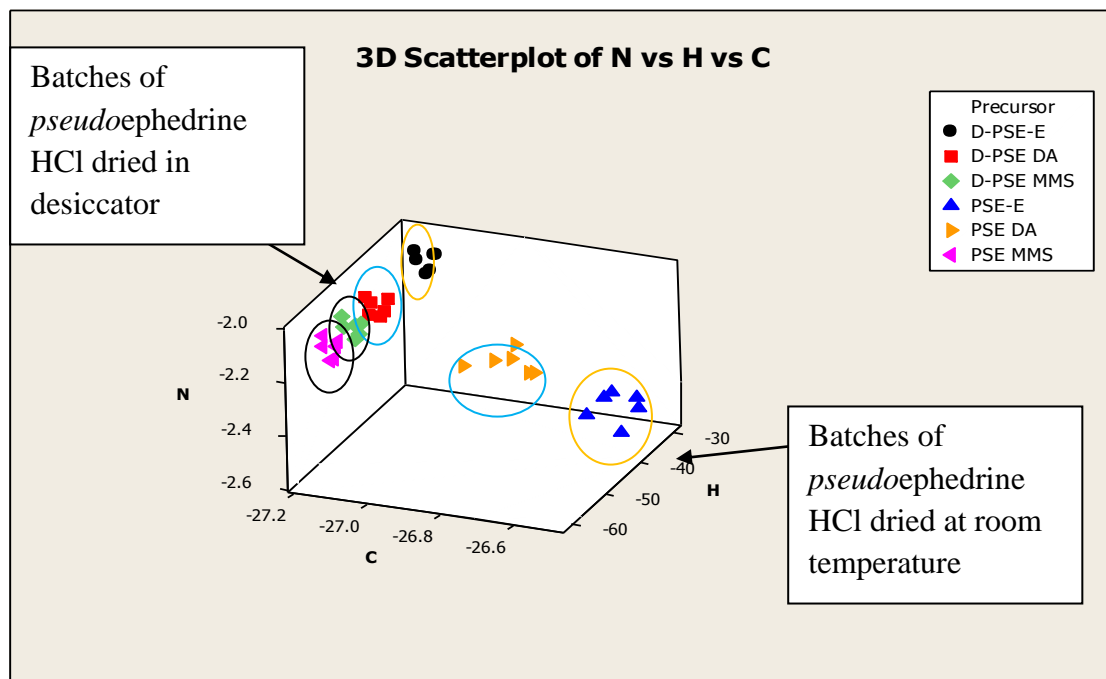 3D Scatterplot of N vs H vs C
Batches of
pseudoephedrine
HCl dried in
desiccator
Precursor
D-PSE-E
D-PSE DA
D-PSE MMS
PSE-E
PSE DA
PSE MMS
N
-2.0
-2.2
-2.4
-2.6
-27.2
-27.0
-26.8
-26.6
C
-30
-40
-50
-60
H
Batches of
pseudoephedrine
HCl dried at room
temperature